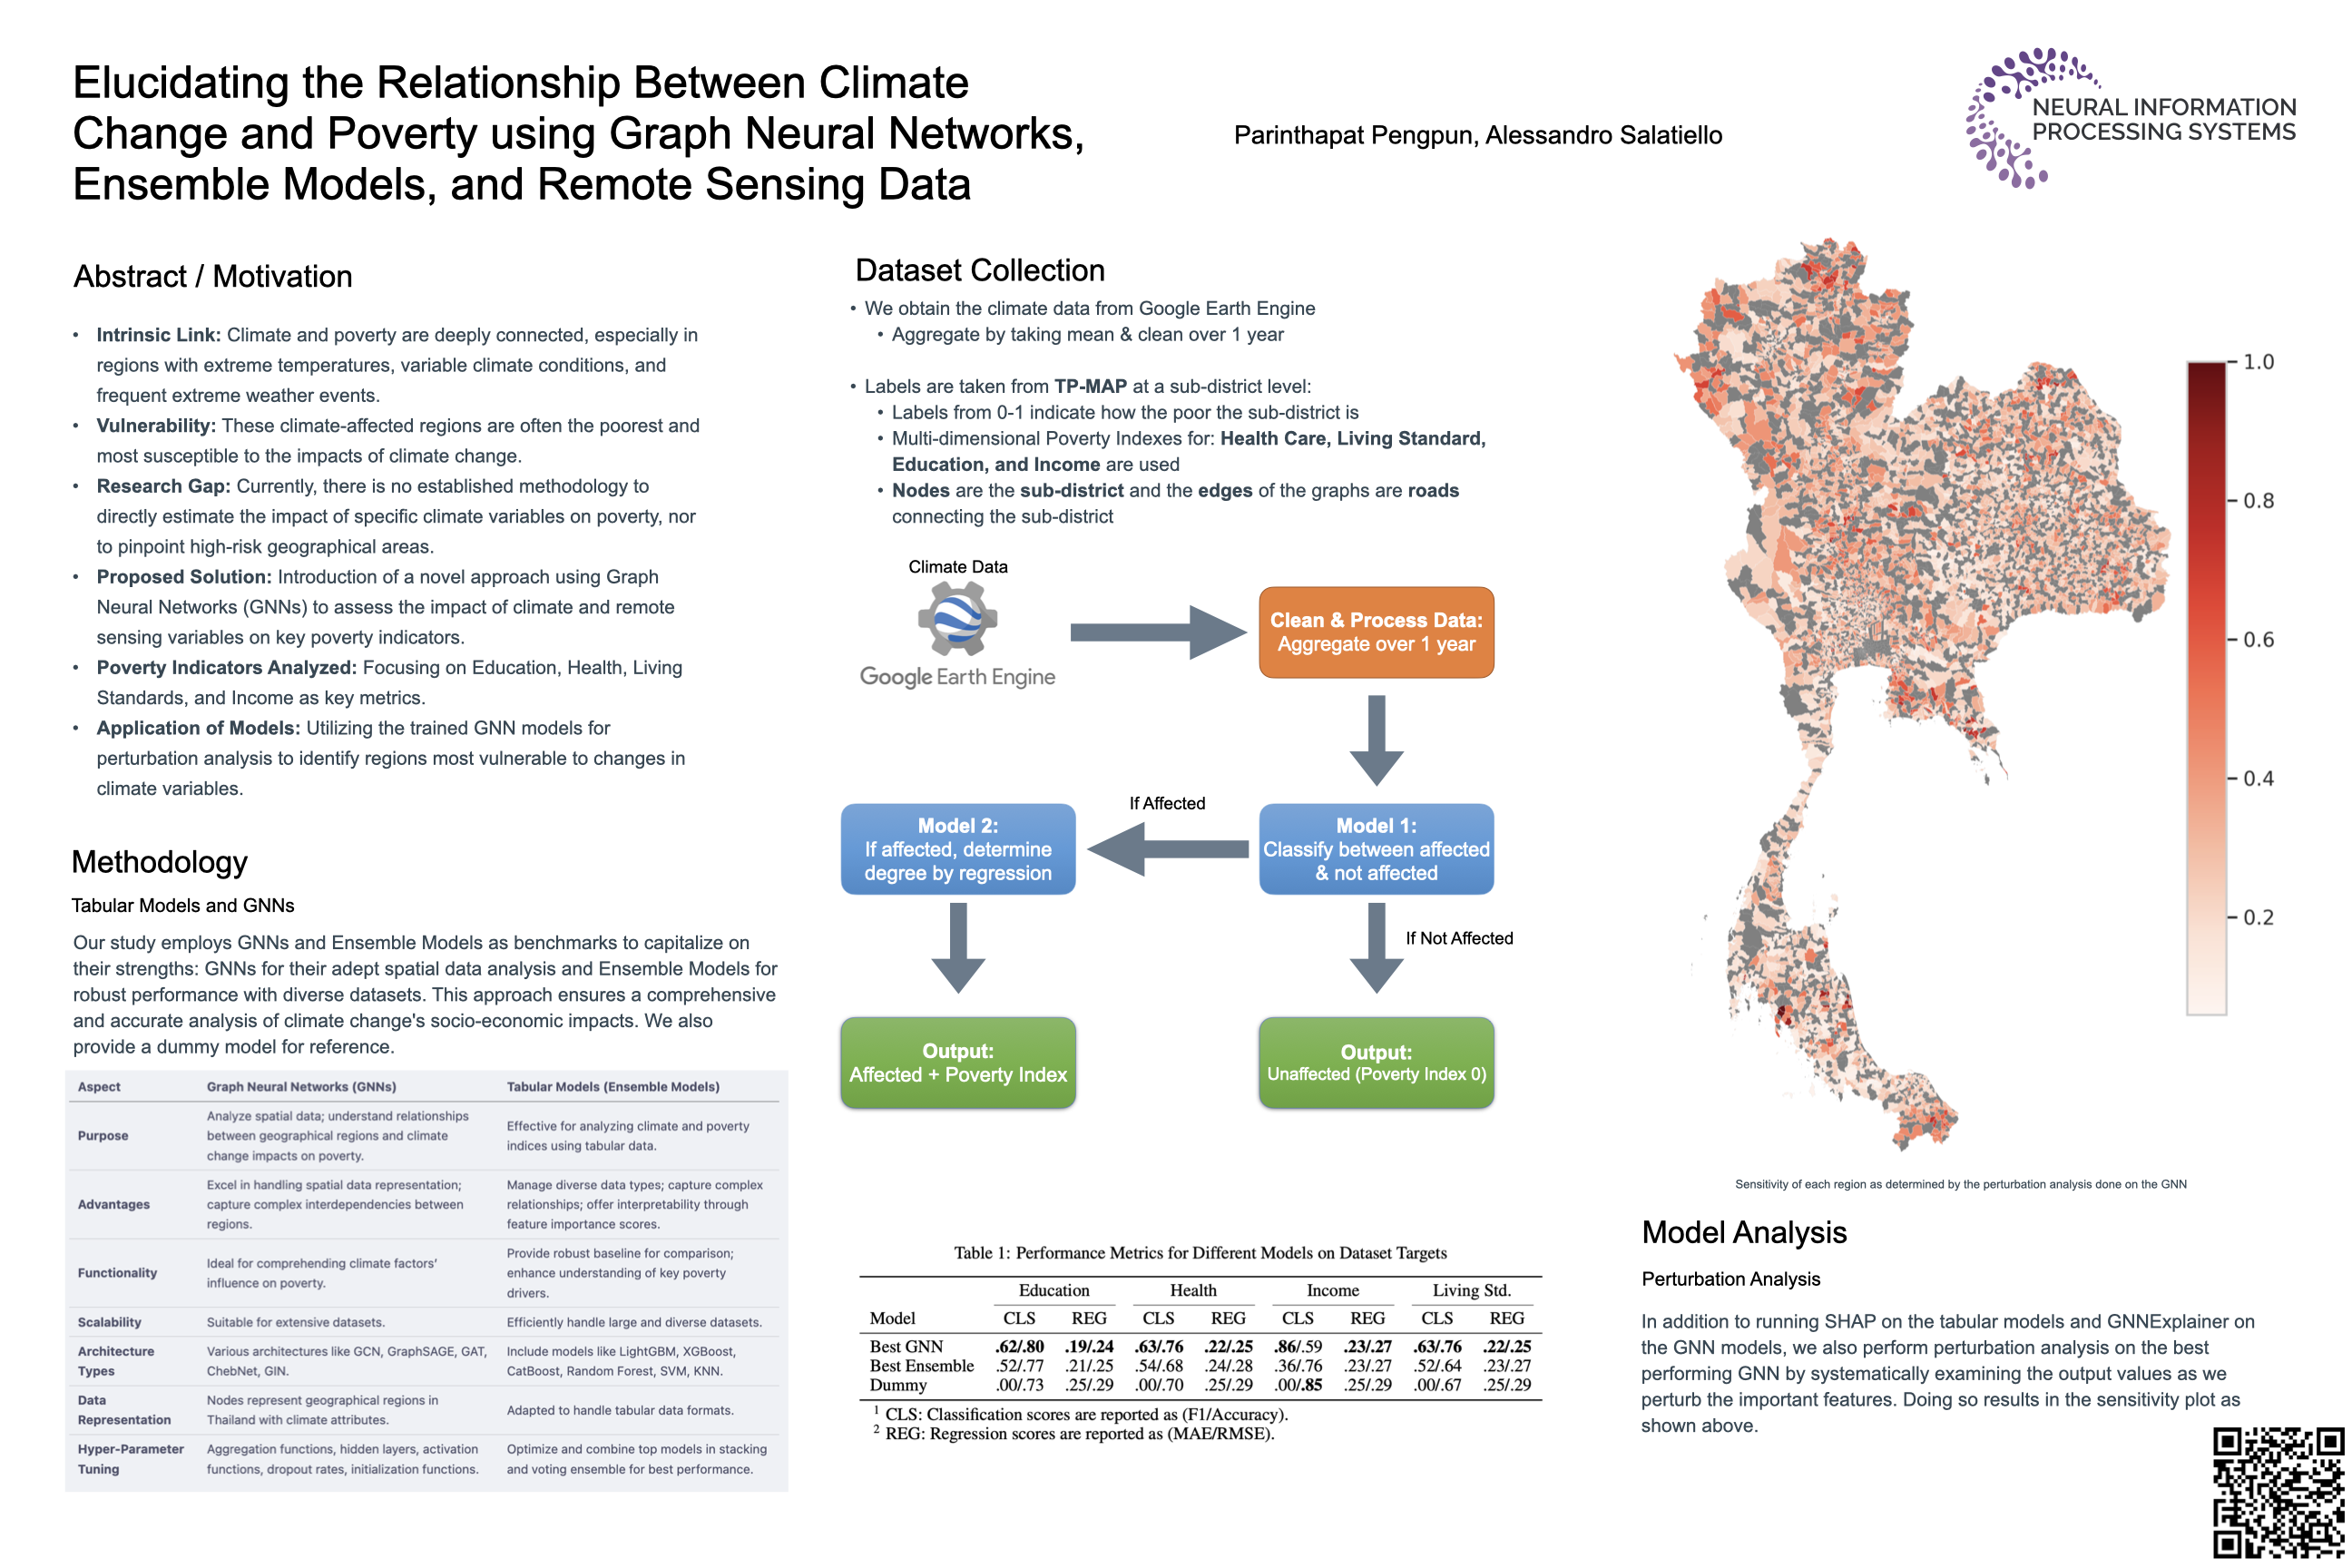 Elucidating the Relationship Between Climate
Change and Poverty using Graph Neural Networks,
Ensemble Models, and Remote Sensing Data
Parinthapat Pengpun, Alessandro Salatiello
NEURAL INFORMATION
PROCESSING SYSTEMS
Abstract / Motivation
• Intrinsic Link: Climate and poverty are deeply connected, especially in
regions with extreme temperatures, variable climate conditions, and
frequent extreme weather events.
• Vulnerability: These climate-affected regions are often the poorest and
most susceptible to the impacts of climate change.
• Research Gap: Currently, there is no established methodology to
directly estimate the impact of specific climate variables on poverty, nor
to pinpoint high-risk geographical areas.
• Proposed Solution: Introduction of a novel approach using Graph
Neural Networks (GNNs) to assess the impact of climate and remote
sensing variables on key poverty indicators.
• Poverty Indicators Analyzed: Focusing on Education, Health, Living
Standards, and Income as key metrics.
• Application of Models: Utilizing the trained GNN models for
perturbation analysis to identify regions most vulnerable to changes in
climate variables.
Methodology
Tabular Models and GNNs
Our study employs GNNs and Ensemble Models as benchmarks to capitalize on
their strengths: GNNs for their adept spatial data analysis and Ensemble Models for
robust performance with diverse datasets. This approach ensures a comprehensive
and accurate analysis of climate change's socio-economic impacts. We also
provide a dummy model for reference.
Aspect Graph Neural Networks (GNNs) Tabular Models (Ensemble Models)
Purpose
Analyze spatial data; understand relationships
between geographical regions and climate
change impacts on poverty.
Effective for analyzing climate and poverty
indices using tabular data.
Advantages
Excel in handling spatial data representation;
capture complex interdependencies between
regions.
Manage diverse data types; capture complex
relationships; offer interpretability through
feature importance scores.
Functionality
Ideal for comprehending climate factors'
influence on poverty.
Provide robust baseline for comparison;
enhance understanding of key poverty
drivers.
Scalability Suitable for extensive datasets. Efficiently handle large and diverse datasets.
Architecture
Types
Various architectures like GCN, GraphSAGE, GAT,
ChebNet, GIN.
Include models like LightGBM, XGBoost,
CatBoost, Random Forest, SVM, KNN.
Data
Representation
Nodes represent geographical regions in
Thailand with climate attributes.
Adapted to handle tabular data formats.
Hyper-Parameter
Tuning
Aggregation functions, hidden layers, activation
functions, dropout rates, initialization functions.
Optimize and combine top models in stacking
and voting ensemble for best performance.
Dataset Collection
• We obtain the climate data from Google Earth Engine
• Aggregate by taking mean & clean over 1 year
• Labels are taken from TP-MAP at a sub-district level:
• Labels from 0-1 indicate how the poor the sub-district is
• Multi-dimensional Poverty Indexes for: Health Care, Living Standard,
Education, and Income are used
• Nodes are the sub-district and the edges of the graphs are roads
connecting the sub-district
Climate Data
Google Earth Engine
Clean & Process Data:
Aggregate over 1 year
If Affected
Model 2:
If affected, determine
degree by regression
Model 1:
Classify between affected
& not affected
If Not Affected
Output:
Affected + Poverty Index
Output:
Unaffected (Poverty Index 0)
Table 1: Performance Metrics for Different Models on Dataset Targets
Education Health Income Living Std.
Model CLS REG CLS REG CLS REG CLS REG
Best GNN .62/.80 .19/.24 .63/.76 .22/.25 .86/.59 .23/.27 .63/.76 .22/.25
Best Ensemble .52/.77 .21/.25 .54/.68 .24/.28 .36/.76 .23/.27 .52/.64 .23/.27
Dummy .00/.73 .25/.29 .00/.70 .25/.29 .00/.85 .25/.29 .00/.67 .25/.29
1 CLS: Classification scores are reported as (F1/Accuracy).
2 REG: Regression scores are reported as (MAE/RMSE).
1.0
0.8
0.6
0.4
0.2
Sensitivity of each region as determined by the perturbation analysis done on the GNN
Model Analysis
Perturbation Analysis
In addition to running SHAP on the tabular models and GNNExplainer on
the GNN models, we also perform perturbation analysis on the best
performing GNN by systematically examining the output values as we
perturb the important features. Doing so results in the sensitivity plot as
shown above.